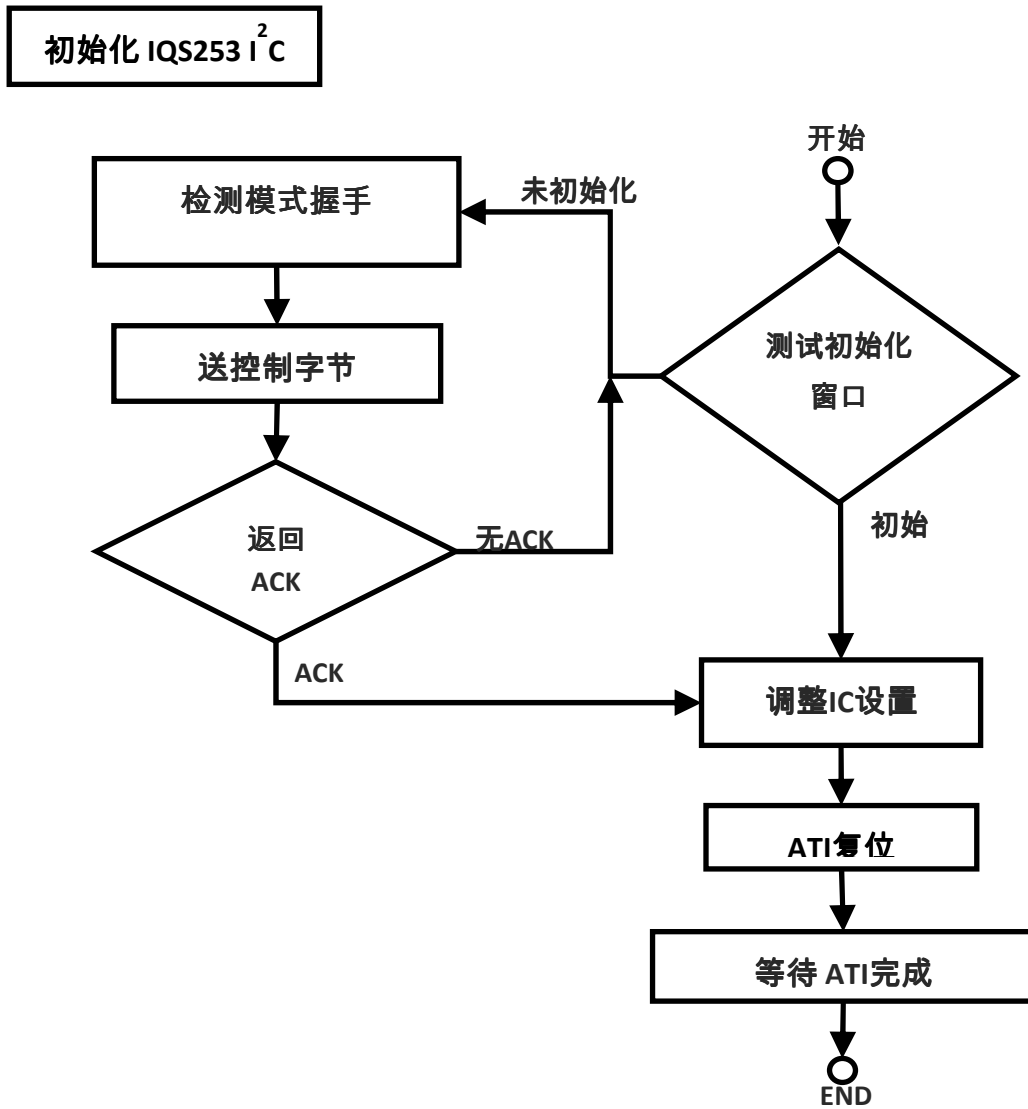 初始化 IQS253 I²C
开始
检测模式握手
未初始化
测试初始化
窗口
送控制字节
返回
ACK
无ACK
初始
ACK
调整IC设置
ATI复位
等待 ATI完成
END